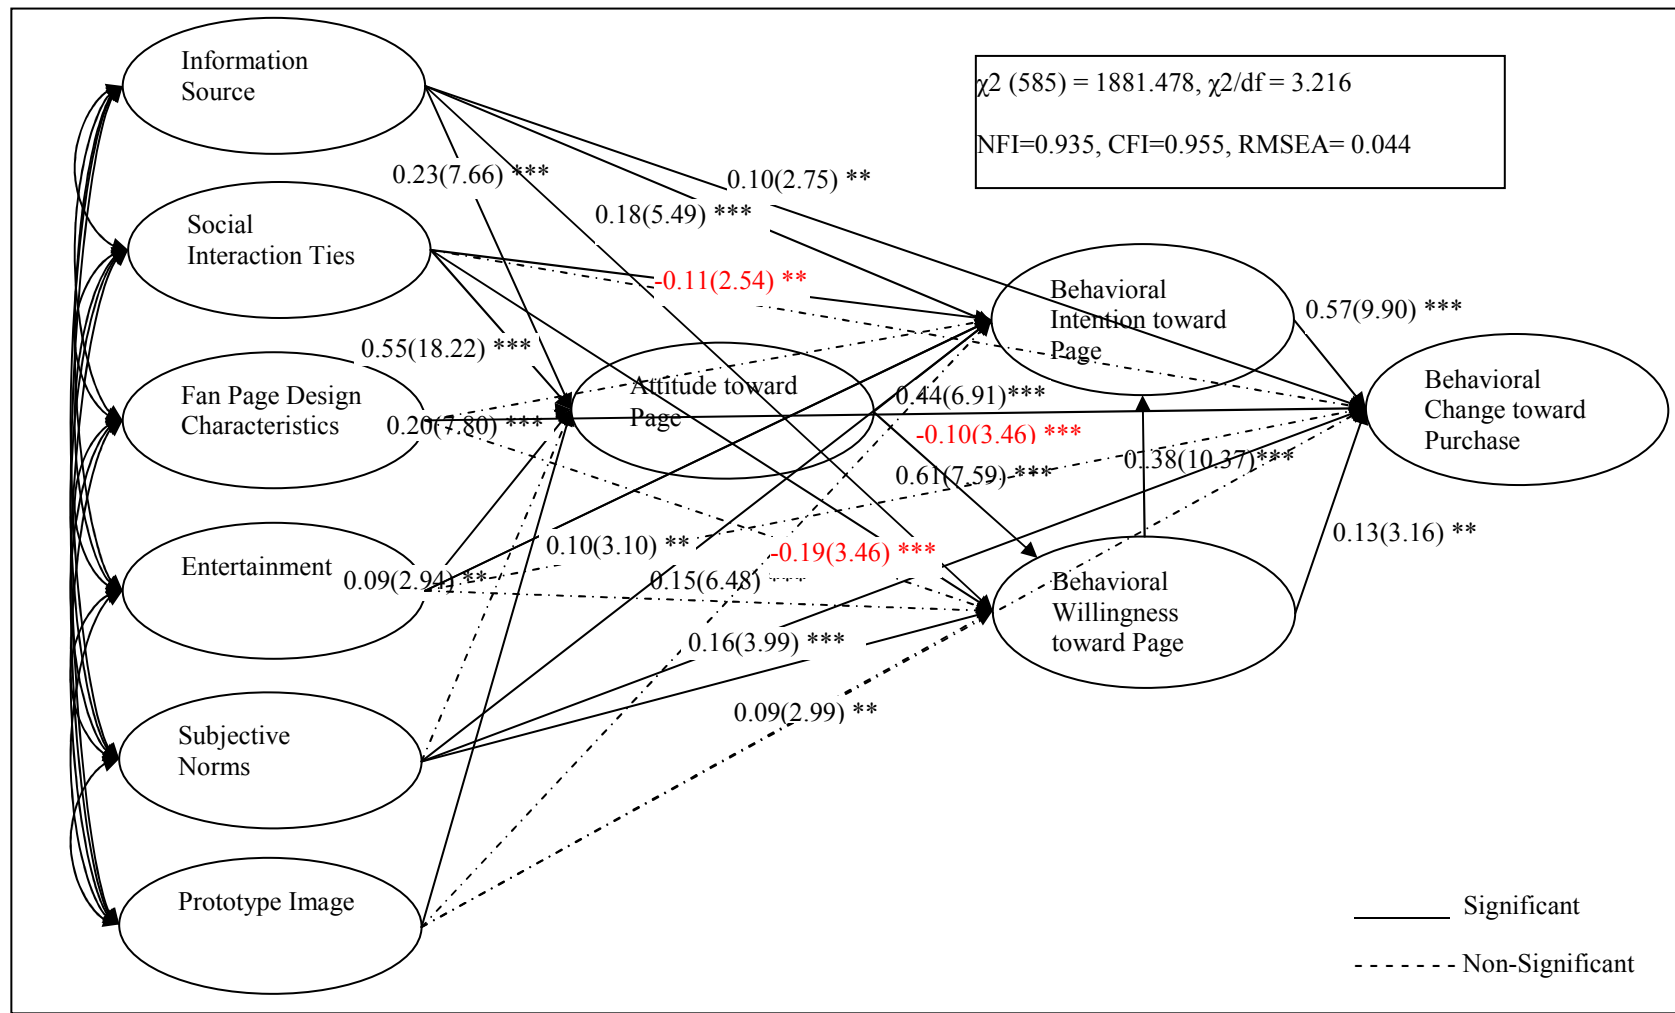 Information
Source
χ2 (585) = 1881.478, χ2/df = 3.216
NFI=0.935, CFI=0.955, RMSEA= 0.044
0.23(7.66) ***
0.10(2.75) **
0.18(5.49) ***
Social
Interaction Ties
-0.11(2.54) **
Behavioral
Intention toward
Page
0.57(9.90) ***
0.55(18.22) ***
Fan Page Design
Characteristics
0.20(7.80) ***
Attitude toward
Page
0.44(6.91)***
-0.10(3.46) ***
0.61(7.59) ***
0.38(10.37)***
Behavioral
Change toward
Purchase
0.13(3.16) **
Entertainment
0.09(2.94) **
0.10(3.10) **
-0.19(3.46) ***
0.15(6.48) ***
Behavioral
Willingness
toward Page
0.16(3.99) ***
0.09(2.99) **
Subjective
Norms
Prototype Image
Significant
Non-Significant